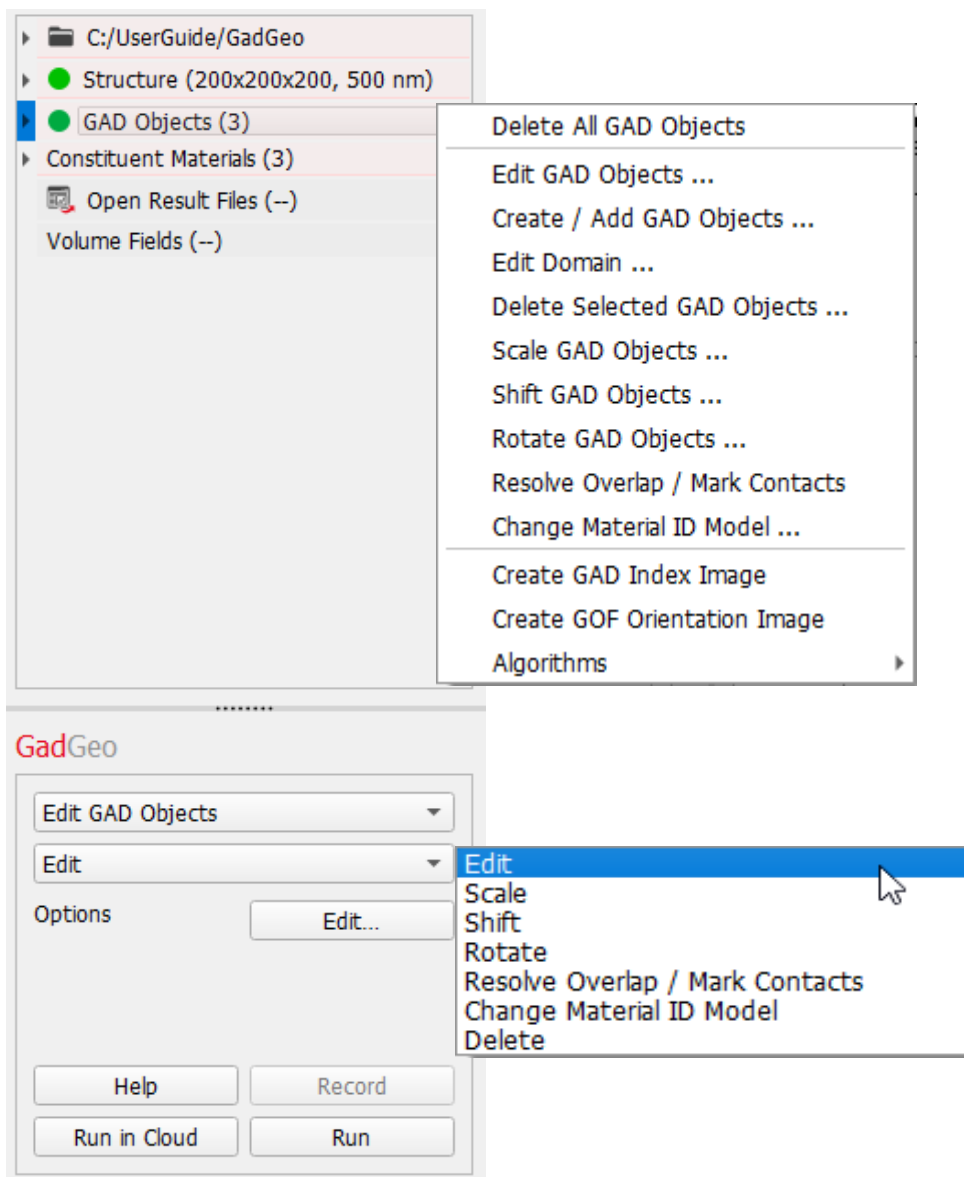 C:/UserGuide/GadGeo
Structure (200x200x200, 500 nm)
GAD Objects (3)
Constituent Materials (3)
Open Result Files (--)
Volume Fields (--)
Delete All GAD Objects
Edit GAD Objects ...
Create / Add GAD Objects ...
Edit Domain ...
Delete Selected GAD Objects ...
Scale GAD Objects ...
Shift GAD Objects ...
Rotate GAD Objects ...
Resolve Overlap / Mark Contacts
Change Material ID Model ...
Create GAD Index Image
Create GOF Orientation Image
Algorithms
GadGeo
Edit GAD Objects
Edit
Options
Edit...
Edit
Scale
Shift
Rotate
Resolve Overlap / Mark Contacts
Change Material ID Model
Delete
Help
Record
Run in Cloud
Run